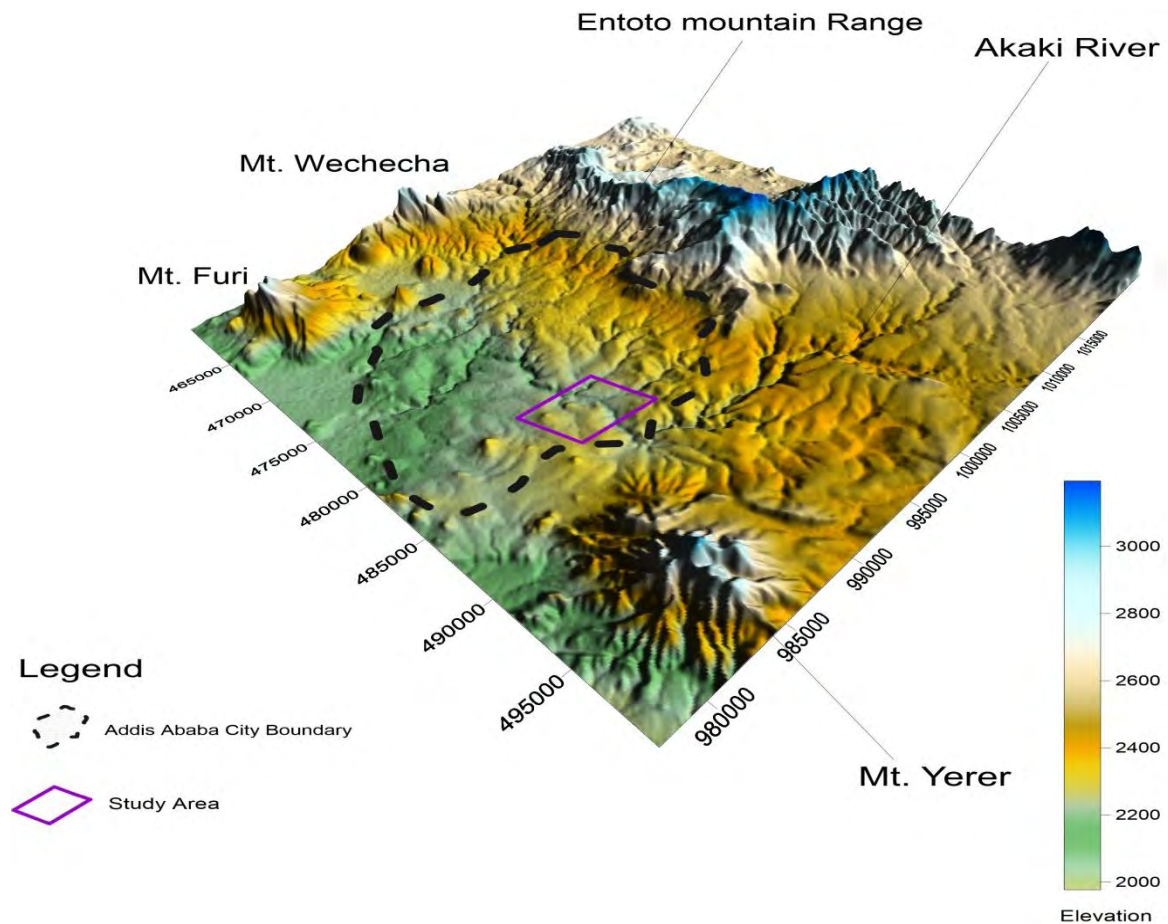 Entoto mountain Range
Akaki River
Mt. Wechecha
Mt. Furi
465000
470000
475000
480000
485000
490000
495000
1015000
1010000
1005000
1000000
995000
990000
985000
980000
Mt. Yerer
Legend
Addis Ababa City Boundary
Study Area
3000
2800
2600
2400
2200
2000
Elevation